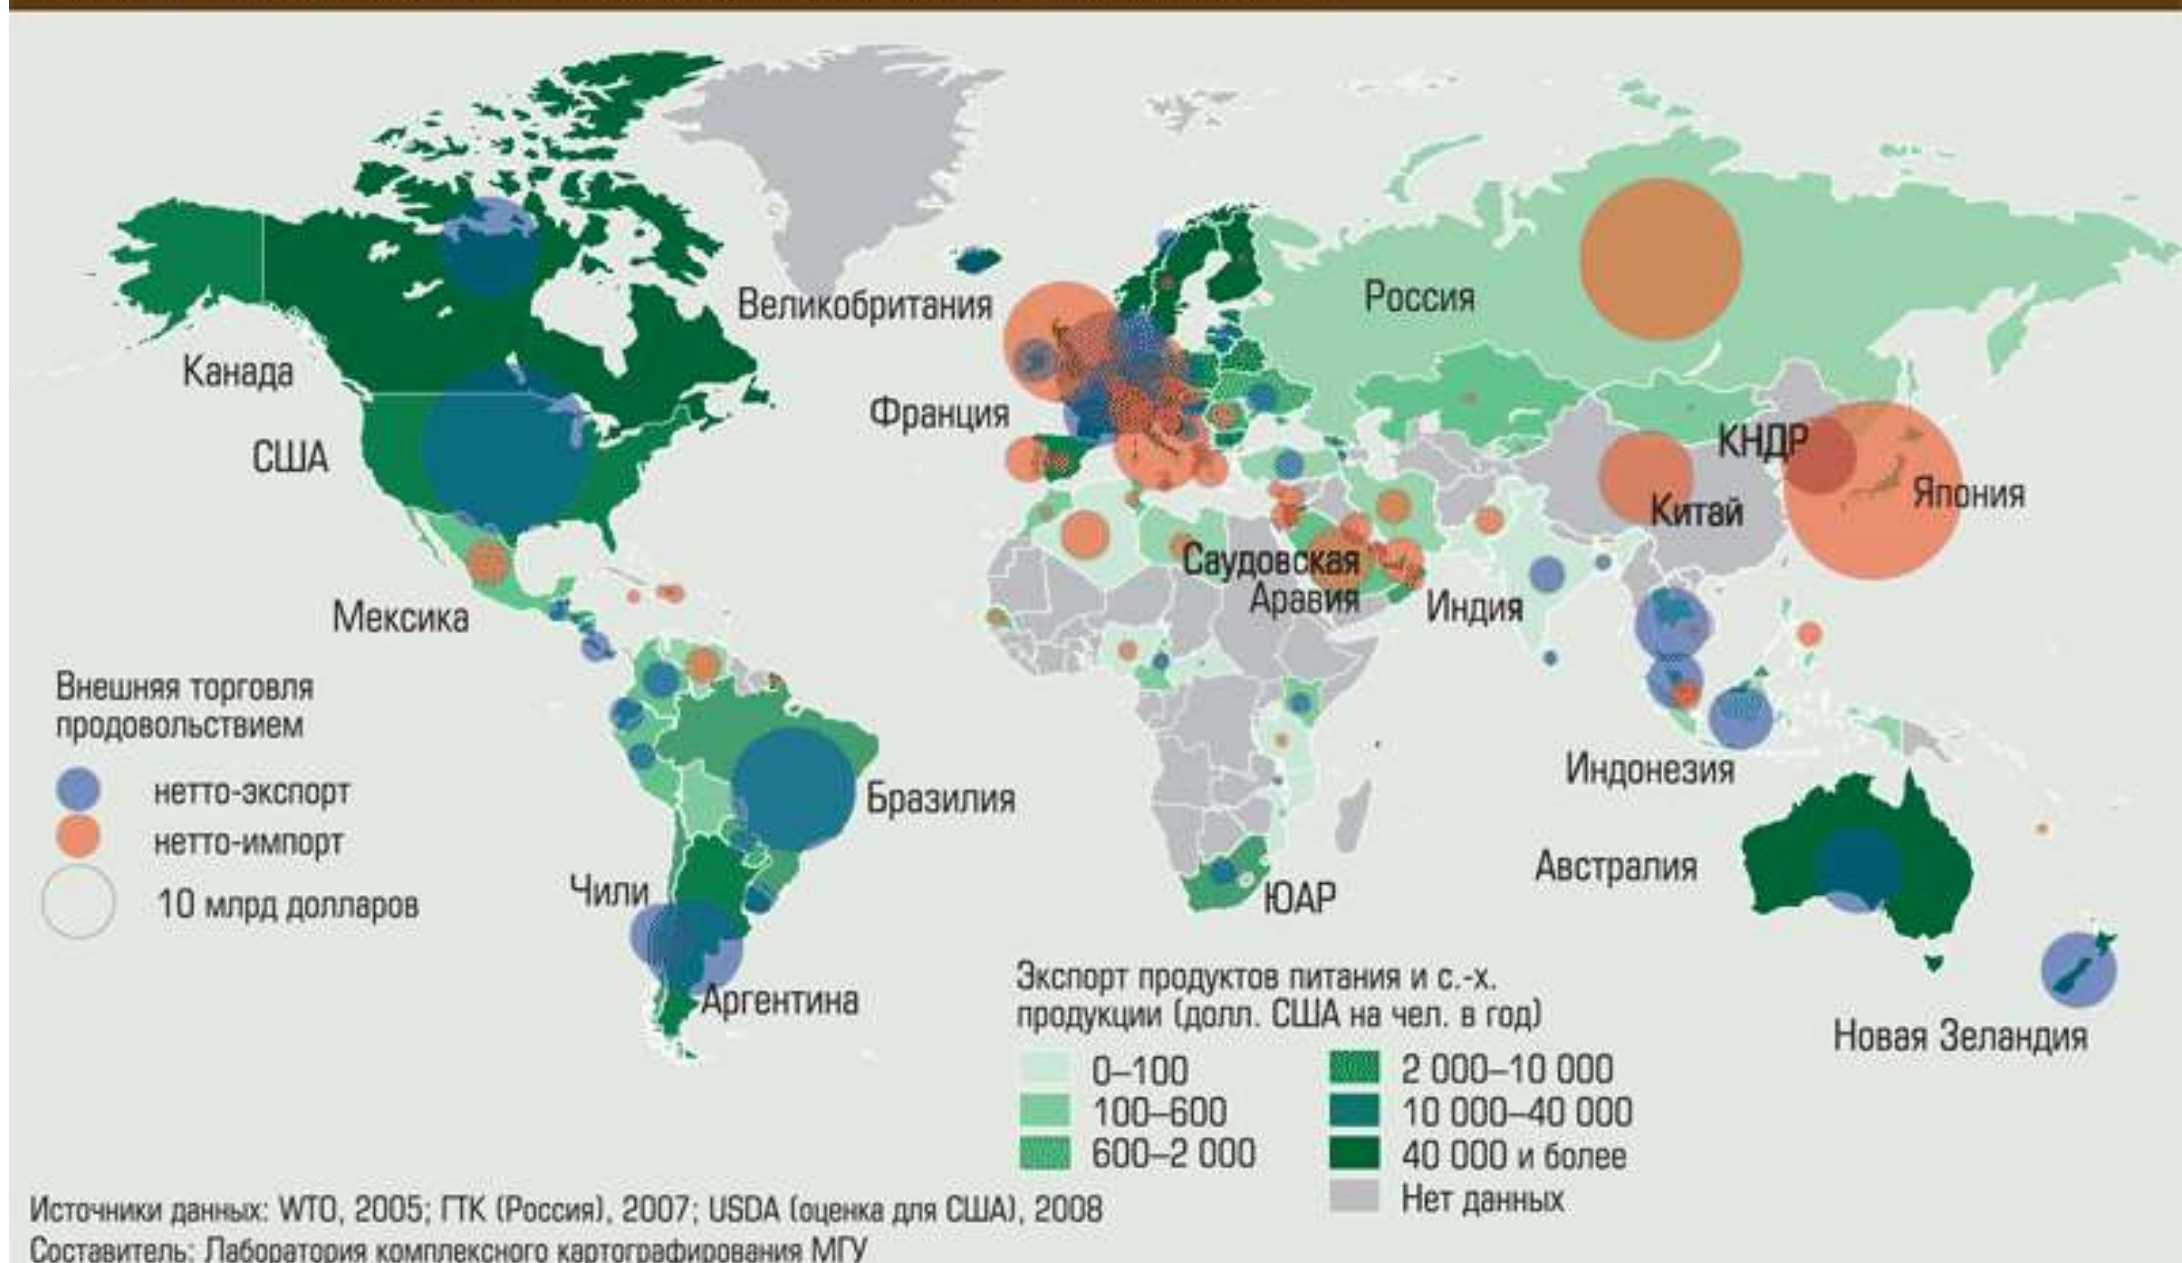 Великобритания
Россия
Канада
Франция
США
КНДР
Япония
Китай
Саудовская
Аравия
Индия
Мексика
Внешняя торговля
продовольствием
нетто-экспорт
нетто-импорт
10 млрд долларов
Бразилия
Индонезия
Чили
ЮАР
Австралия
Аргентина
Новая Зеландия
Экспорт продуктов питания и с.-х.
продукции (долл. США на чел. в год)
0–100
100–600
600–2 000
2 000–10 000
10 000–40 000
40 000 и более
Нет данных
Источники данных: WTO, 2005; ГТК (Россия), 2007; USDA (оценка для США), 2008
Составитель: Лаборатория комплексного картографирования МГУ